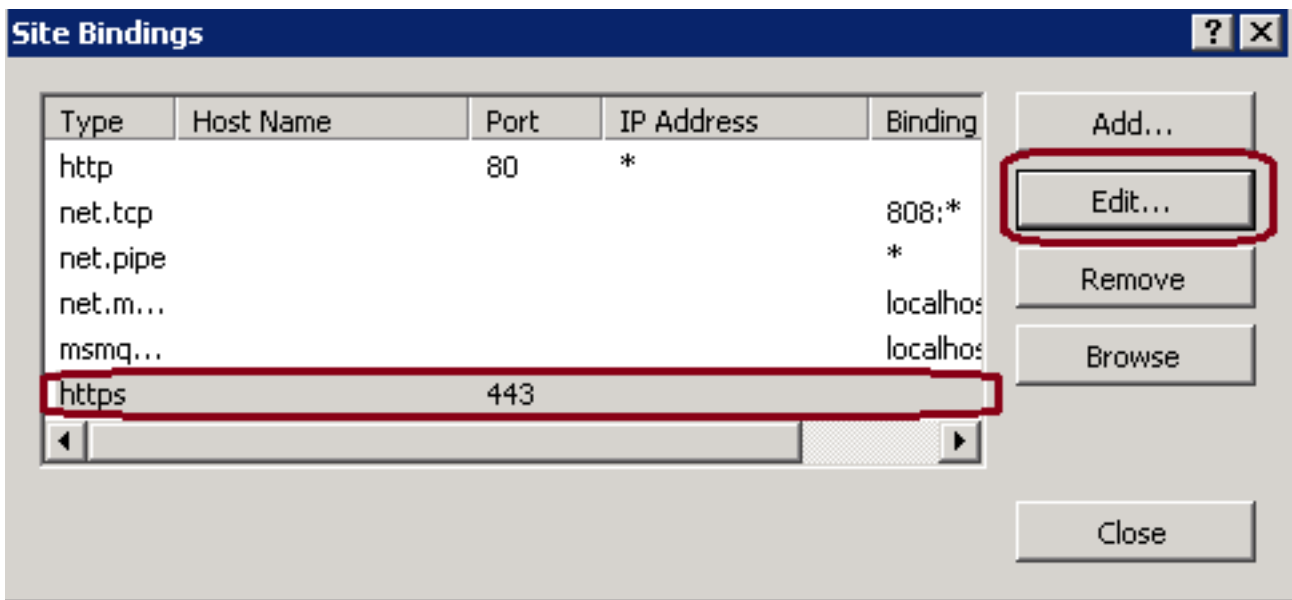 Site Bindings
Type Host Name Port IP Address Binding
http 80 *
net.tcp 808:*
net.pipe *
net.m... localhos
msmq... localhos
https 443
Add...
Edit...
Remove
Browse
Close